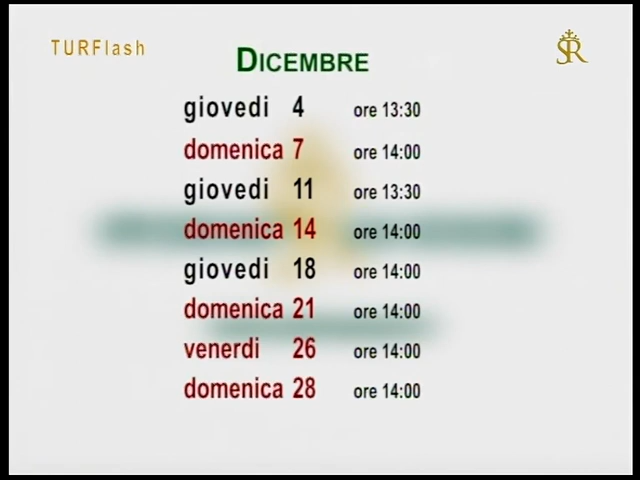 TURFlash
SR
DICEMBRE
giovedi 4 ore 13:30
domenica 7 ore 14:00
giovedi 11 ore 13:30
domenica 14 ore 14:00
giovedi 18 ore 14:00
domenica 21 ore 14:00
venerdi 26 ore 14:00
domenica 28 ore 14:00